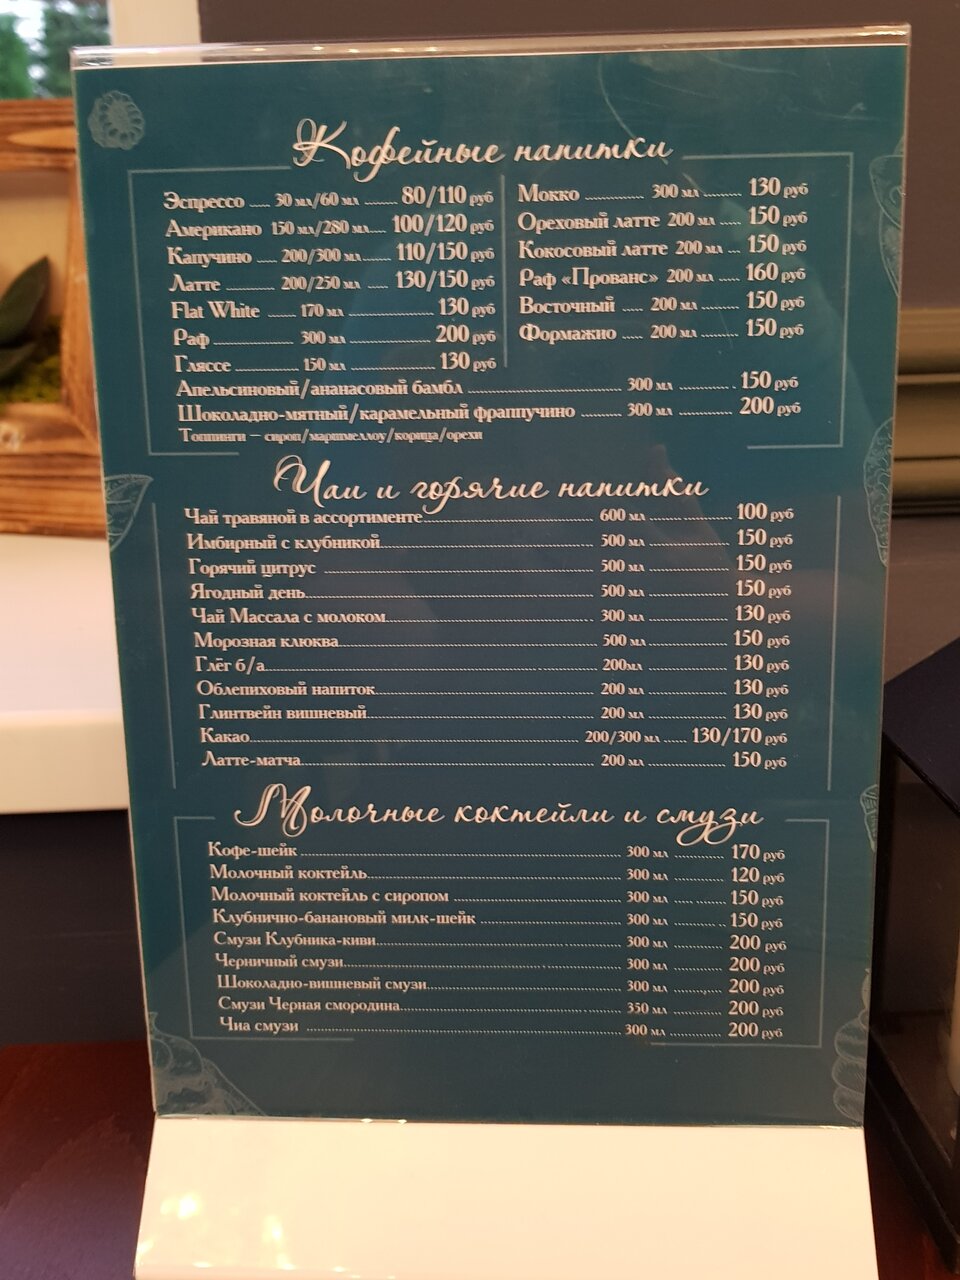 Кофейные напитки
Эспрессо ..... 30 мл/60 мл ........ 80/110 руб
Американо 150 мл/280 мл..... 100/120 руб
Капучино ..... 200/300 мл........ 110/150 руб
Латте ............ 200/250 мл ..... 130/150 руб
Flat White ....... 170 мл ........................ 130 руб
Раф ........................ 300 мл ........................ 200 руб
Гляссе ........................ 150 мл ........................ 130 руб
Мокко ............... 300 мл .......... 130 руб
Ореховый латте 200 мл ..... 150 руб
Кокосовый латте 200 мл ..... 150 руб
Раф «Прованс» 200 мл ..... 160 руб
Восточный ..... 200 мл ........ 150 руб
Формажио ..... 200 мл ........ 150 руб
Апельсиновый/ананасовый бамбл ........................ 300 мл ............ 150 руб
Шоколадно-мятный/карамельный фраппучино .......... 300 мл ............ 200 руб
Топпинги – сироп/маршмеллоу/корица/орехи
Чаи и горячие напитки
Чай травяной в ассортименте........................ 600 мл ........................ 100 руб
Имбирный с клубникой........................ 500 мл ........................ 150 руб
Горячий цитрус ........................ 500 мл ........................ 150 руб
Ягодный день........................ 500 мл ........................ 150 руб
Чай Массала с молоком........................ 300 мл ........................ 130 руб
Морозная клюква........................ 500 мл ........................ 150 руб
Глёг б/а........................ 200мл ........................ 130 руб
Облепиховый напиток........................ 200 мл ........................ 130 руб
Глинтвейн вишневый........................ 200 мл ........................ 130 руб
Какао........................ 200/300 мл ...... 130/170 руб
Латте-матча........................ 200 мл ........................ 150 руб
Молочные коктейли и смузи
Кофе-шейк ........................ 300 мл ............ 170 руб
Молочный коктейль........................ 300 мл ............ 120 руб
Молочный коктейль с сиропом ........................ 300 мл ............ 150 руб
Клубнично-банановый милк-шейк ........................ 300 мл ............ 150 руб
Смузи Клубника-киви........................ 300 мл ............ 200 руб
Черничный смузи........................ 300 мл ............ 200 руб
Шоколадно-вишневый смузи........................ 300 мл ............ 200 руб
Смузи Черная смородина........................ 350 мл ............ 200 руб
Чиа смузи ........................ 300 мл ............ 200 руб